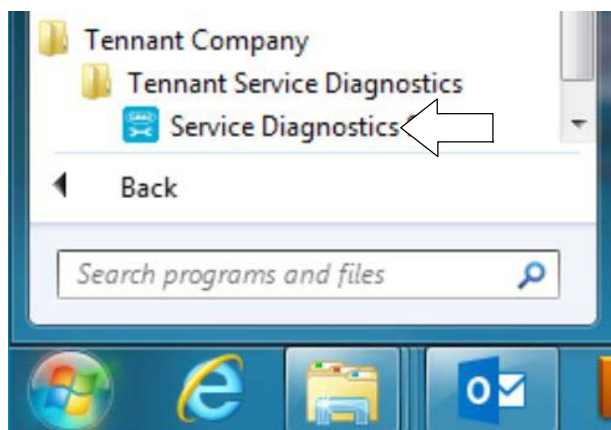 Tennant Company
Tennant Service Diagnostics
Service Diagnostics
Back
Search programs and files